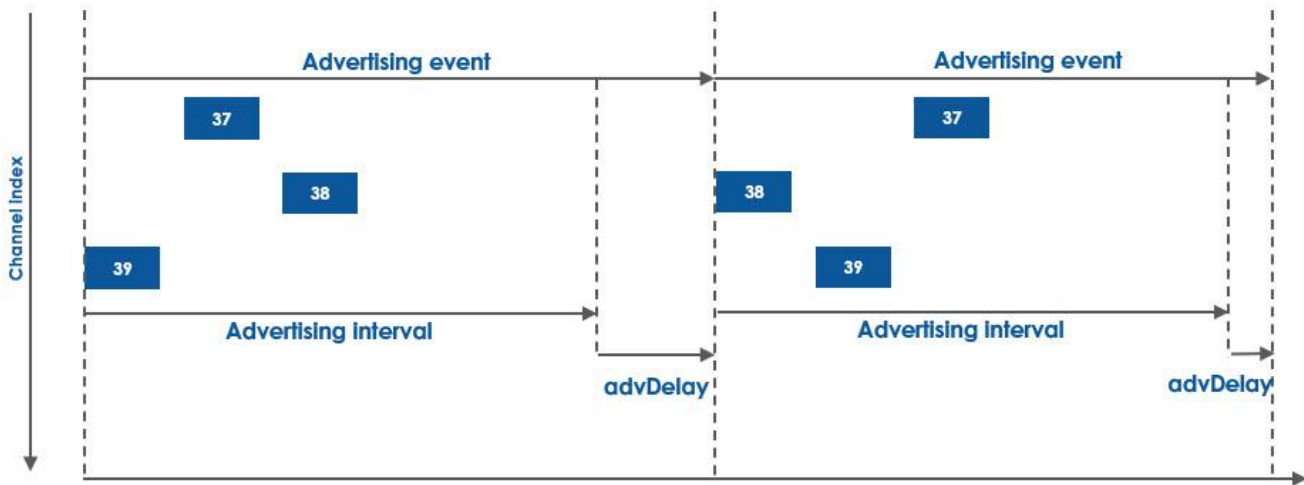 Advertising event
Advertising event
37
37
38
38
39
39
Channel index
Advertising interval
Advertising interval
advDelay
advDelay